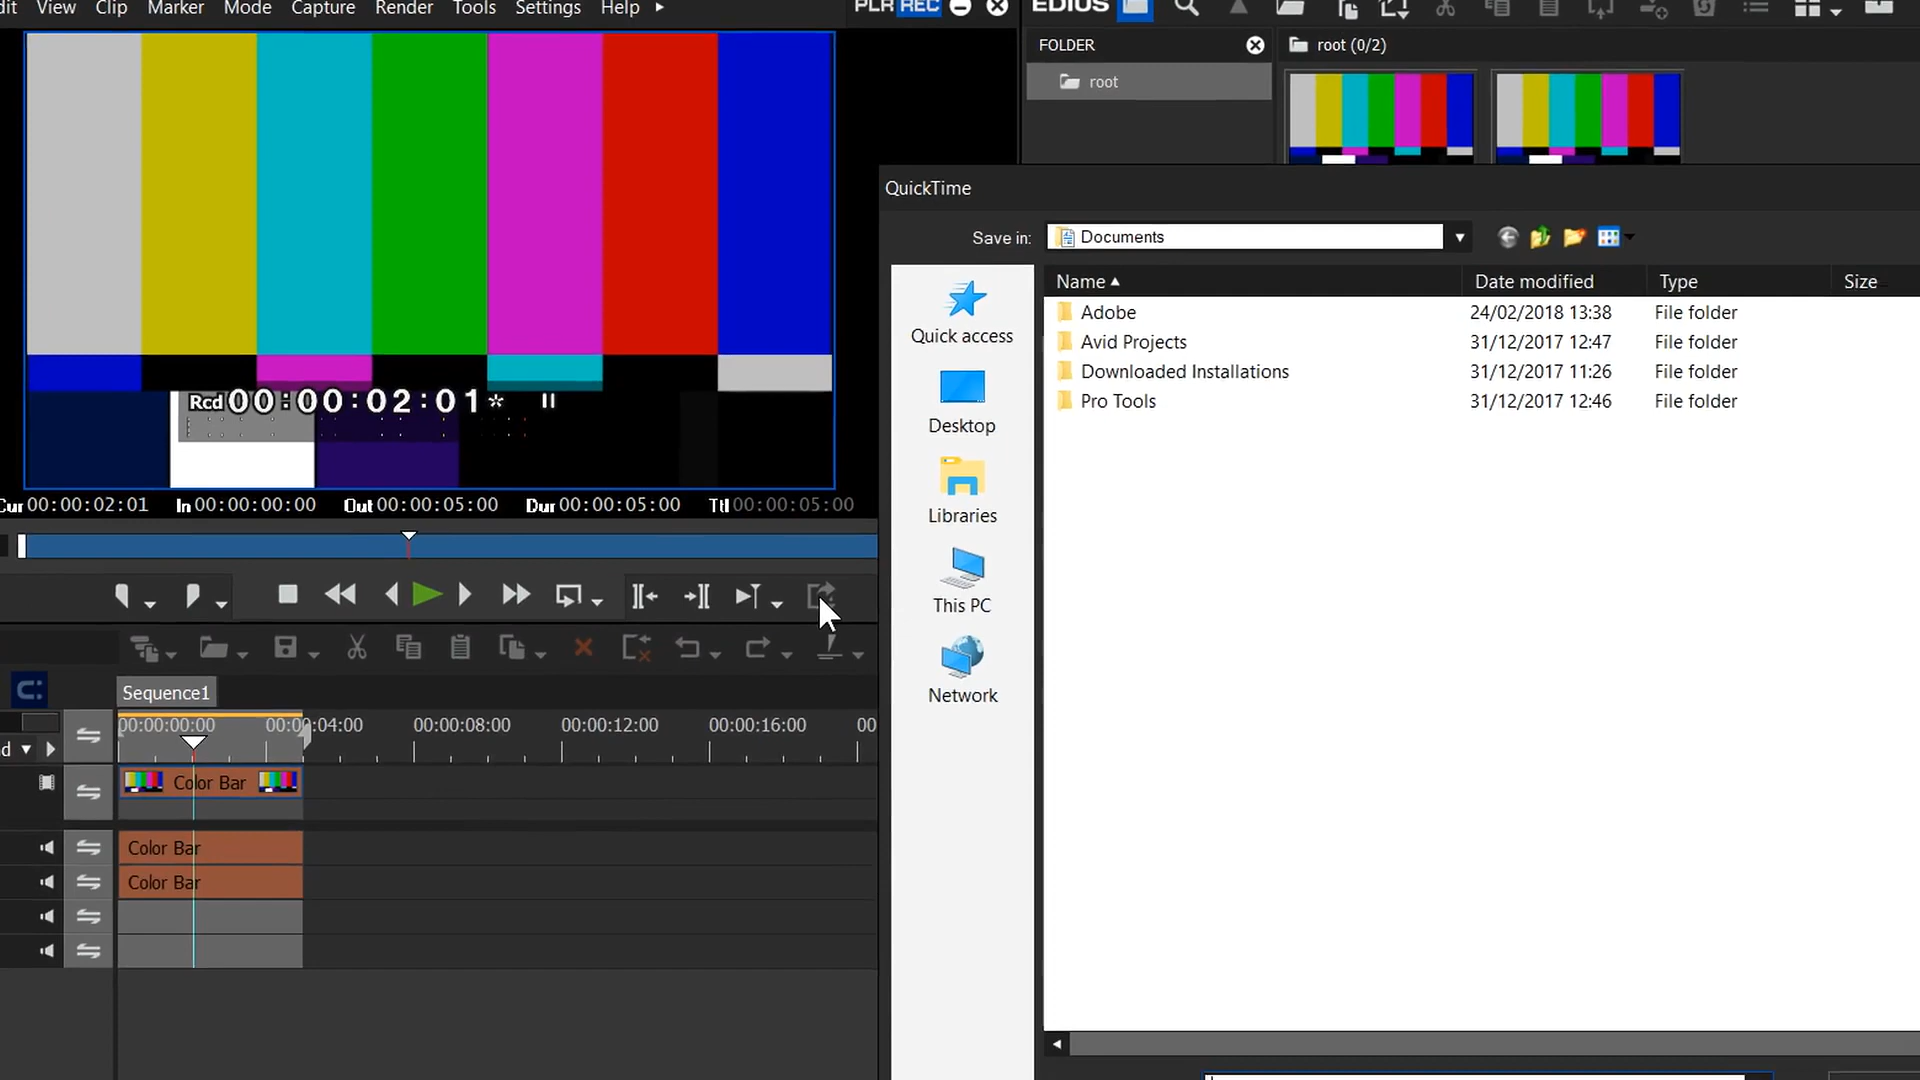 dit View Clip Marker Mode Capture Render Tools Settings Help
PLR REC
EDIUS
FOLDER
root (0/2)
root
QuickTime
Save in: Documents
Name Date modified Type Size
Quick access
Desktop
Libraries
This PC
Network
Adobe 24/02/2018 13:38 File folder
Avid Projects 31/12/2017 12:47 File folder
Downloaded Installations 31/12/2017 11:26 File folder
Pro Tools 31/12/2017 12:46 File folder
Rcd 00:00:02:01*
Cur 00:00:02:01 In 00:00:00:00 Out 00:00:05:00 Dur 00:00:05:00 Ttl 00:00:05:00
Sequence1
00:00:00:00 00:00:04:00 00:00:08:00 00:00:12:00 00:00:16:00 00
d
Color Bar
Color Bar
Color Bar